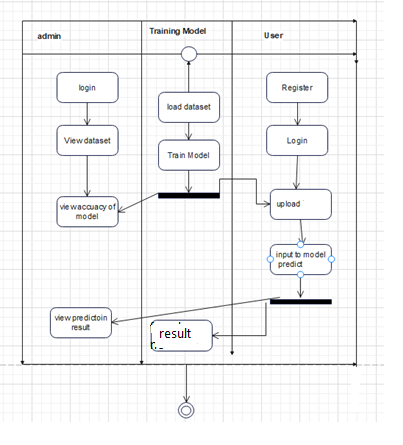 admin
Training Model
User
login
View dataset
view accuacy of
model
load dataset
Train Model
Register
Login
upload
input to model
predict
view predictoin
result
result